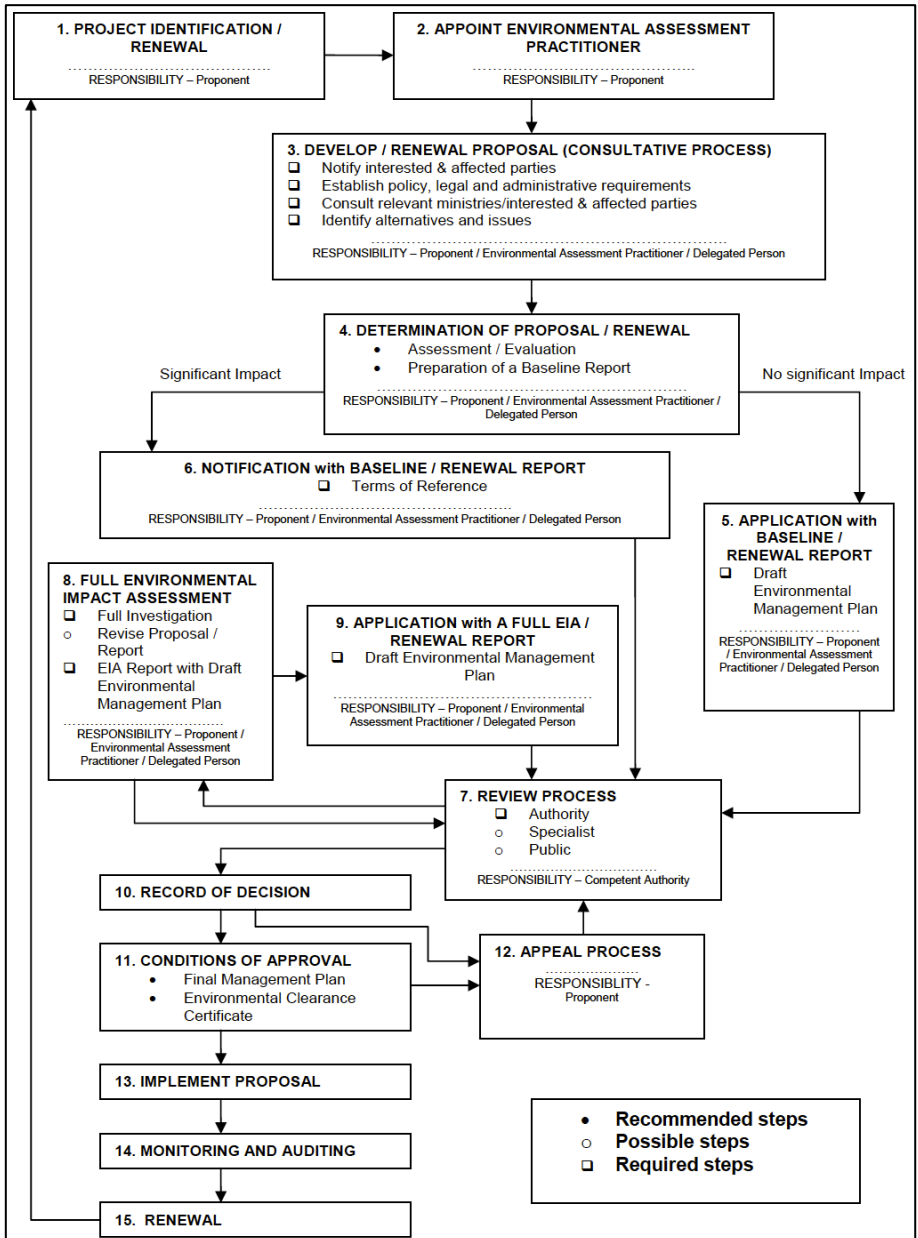 1. PROJECT IDENTIFICATION /
RENEWAL
........................................
RESPONSIBILITY – Proponent
2. APPOINT ENVIRONMENTAL ASSESSMENT
PRACTITIONER
............................................
RESPONSIBILITY – Proponent
3. DEVELOP / RENEWAL PROPOSAL (CONSULTATIVE PROCESS)
❑ Notify interested & affected parties
❑ Establish policy, legal and administrative requirements
❑ Consult relevant ministries/interested & affected parties
❑ Identify alternatives and issues
........................................................................
RESPONSIBILITY – Proponent / Environmental Assessment Practitioner / Delegated Person
4. DETERMINATION OF PROPOSAL / RENEWAL
• Assessment / Evaluation
• Preparation of a Baseline Report
...............................................................
RESPONSIBILITY – Proponent / Environmental Assessment Practitioner /
Delegated Person
Significant Impact
No significant Impact
6. NOTIFICATION with BASELINE / RENEWAL REPORT
❑ Terms of Reference
..................................................
RESPONSIBILITY – Proponent / Environmental Assessment Practitioner / Delegated Person
5. APPLICATION with
BASELINE /
RENEWAL REPORT
❑ Draft
Environmental
Management Plan
........................
RESPONSIBILITY – Proponent
/ Environmental Assessment
Practitioner / Delegated Person
8. FULL ENVIRONMENTAL
IMPACT ASSESSMENT
❑ Full Investigation
○ Revise Proposal /
Report
❑ EIA Report with Draft
Environmental
Management Plan
................................
RESPONSIBILITY – Proponent /
Environmental Assessment
Practitioner / Delegated Person
9. APPLICATION with A FULL EIA /
RENEWAL REPORT
❑ Draft Environmental Management
Plan
....................................................
RESPONSIBILITY – Proponent / Environmental
Assessment Practitioner / Delegated Person
7. REVIEW PROCESS
❑ Authority
○ Specialist
○ Public
..................................
RESPONSIBILITY – Competent Authority
10. RECORD OF DECISION
11. CONDITIONS OF APPROVAL
• Final Management Plan
• Environmental Clearance
Certificate
12. APPEAL PROCESS
.....................
RESPONSIBLITY -
Proponent
13. IMPLEMENT PROPOSAL
14. MONITORING AND AUDITING
15. RENEWAL
• Recommended steps
○ Possible steps
❑ Required steps